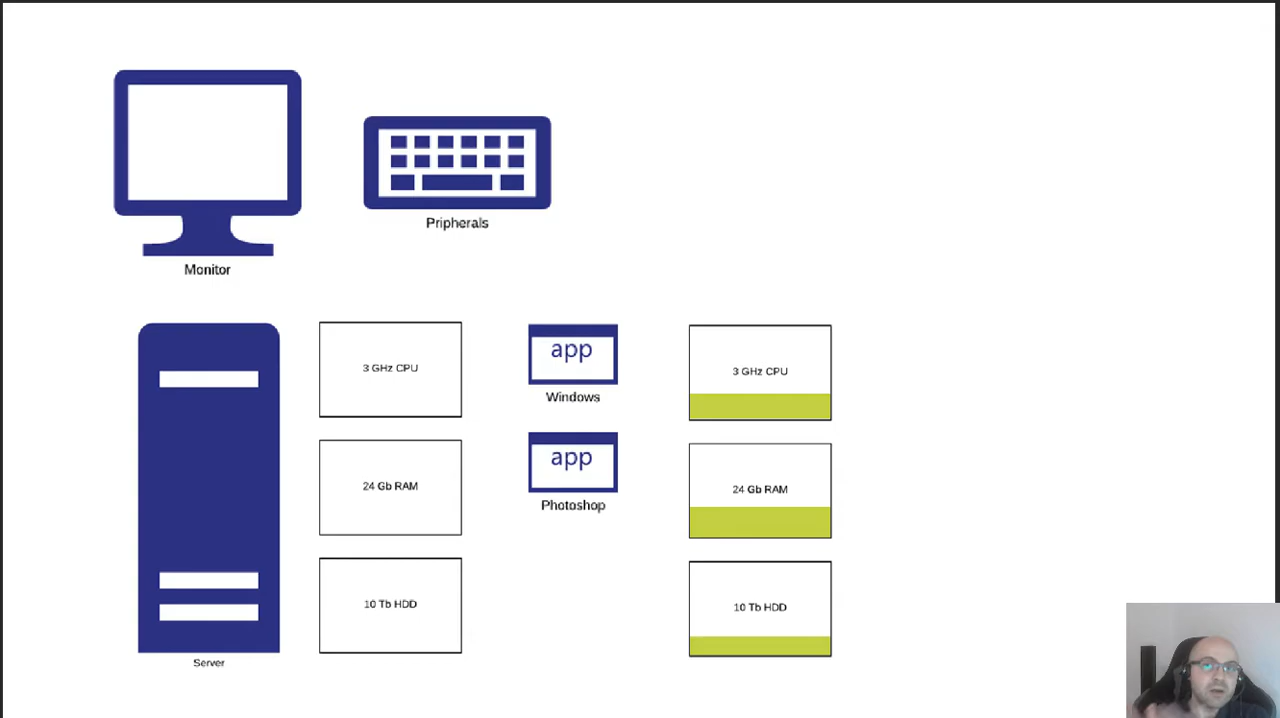 Monitor
Pripherals
3 GHz CPU
24 Gb RAM
10 Tb HDD
Server
app
Windows
app
Photoshop
3 GHz CPU
24 Gb RAM
10 Tb HDD